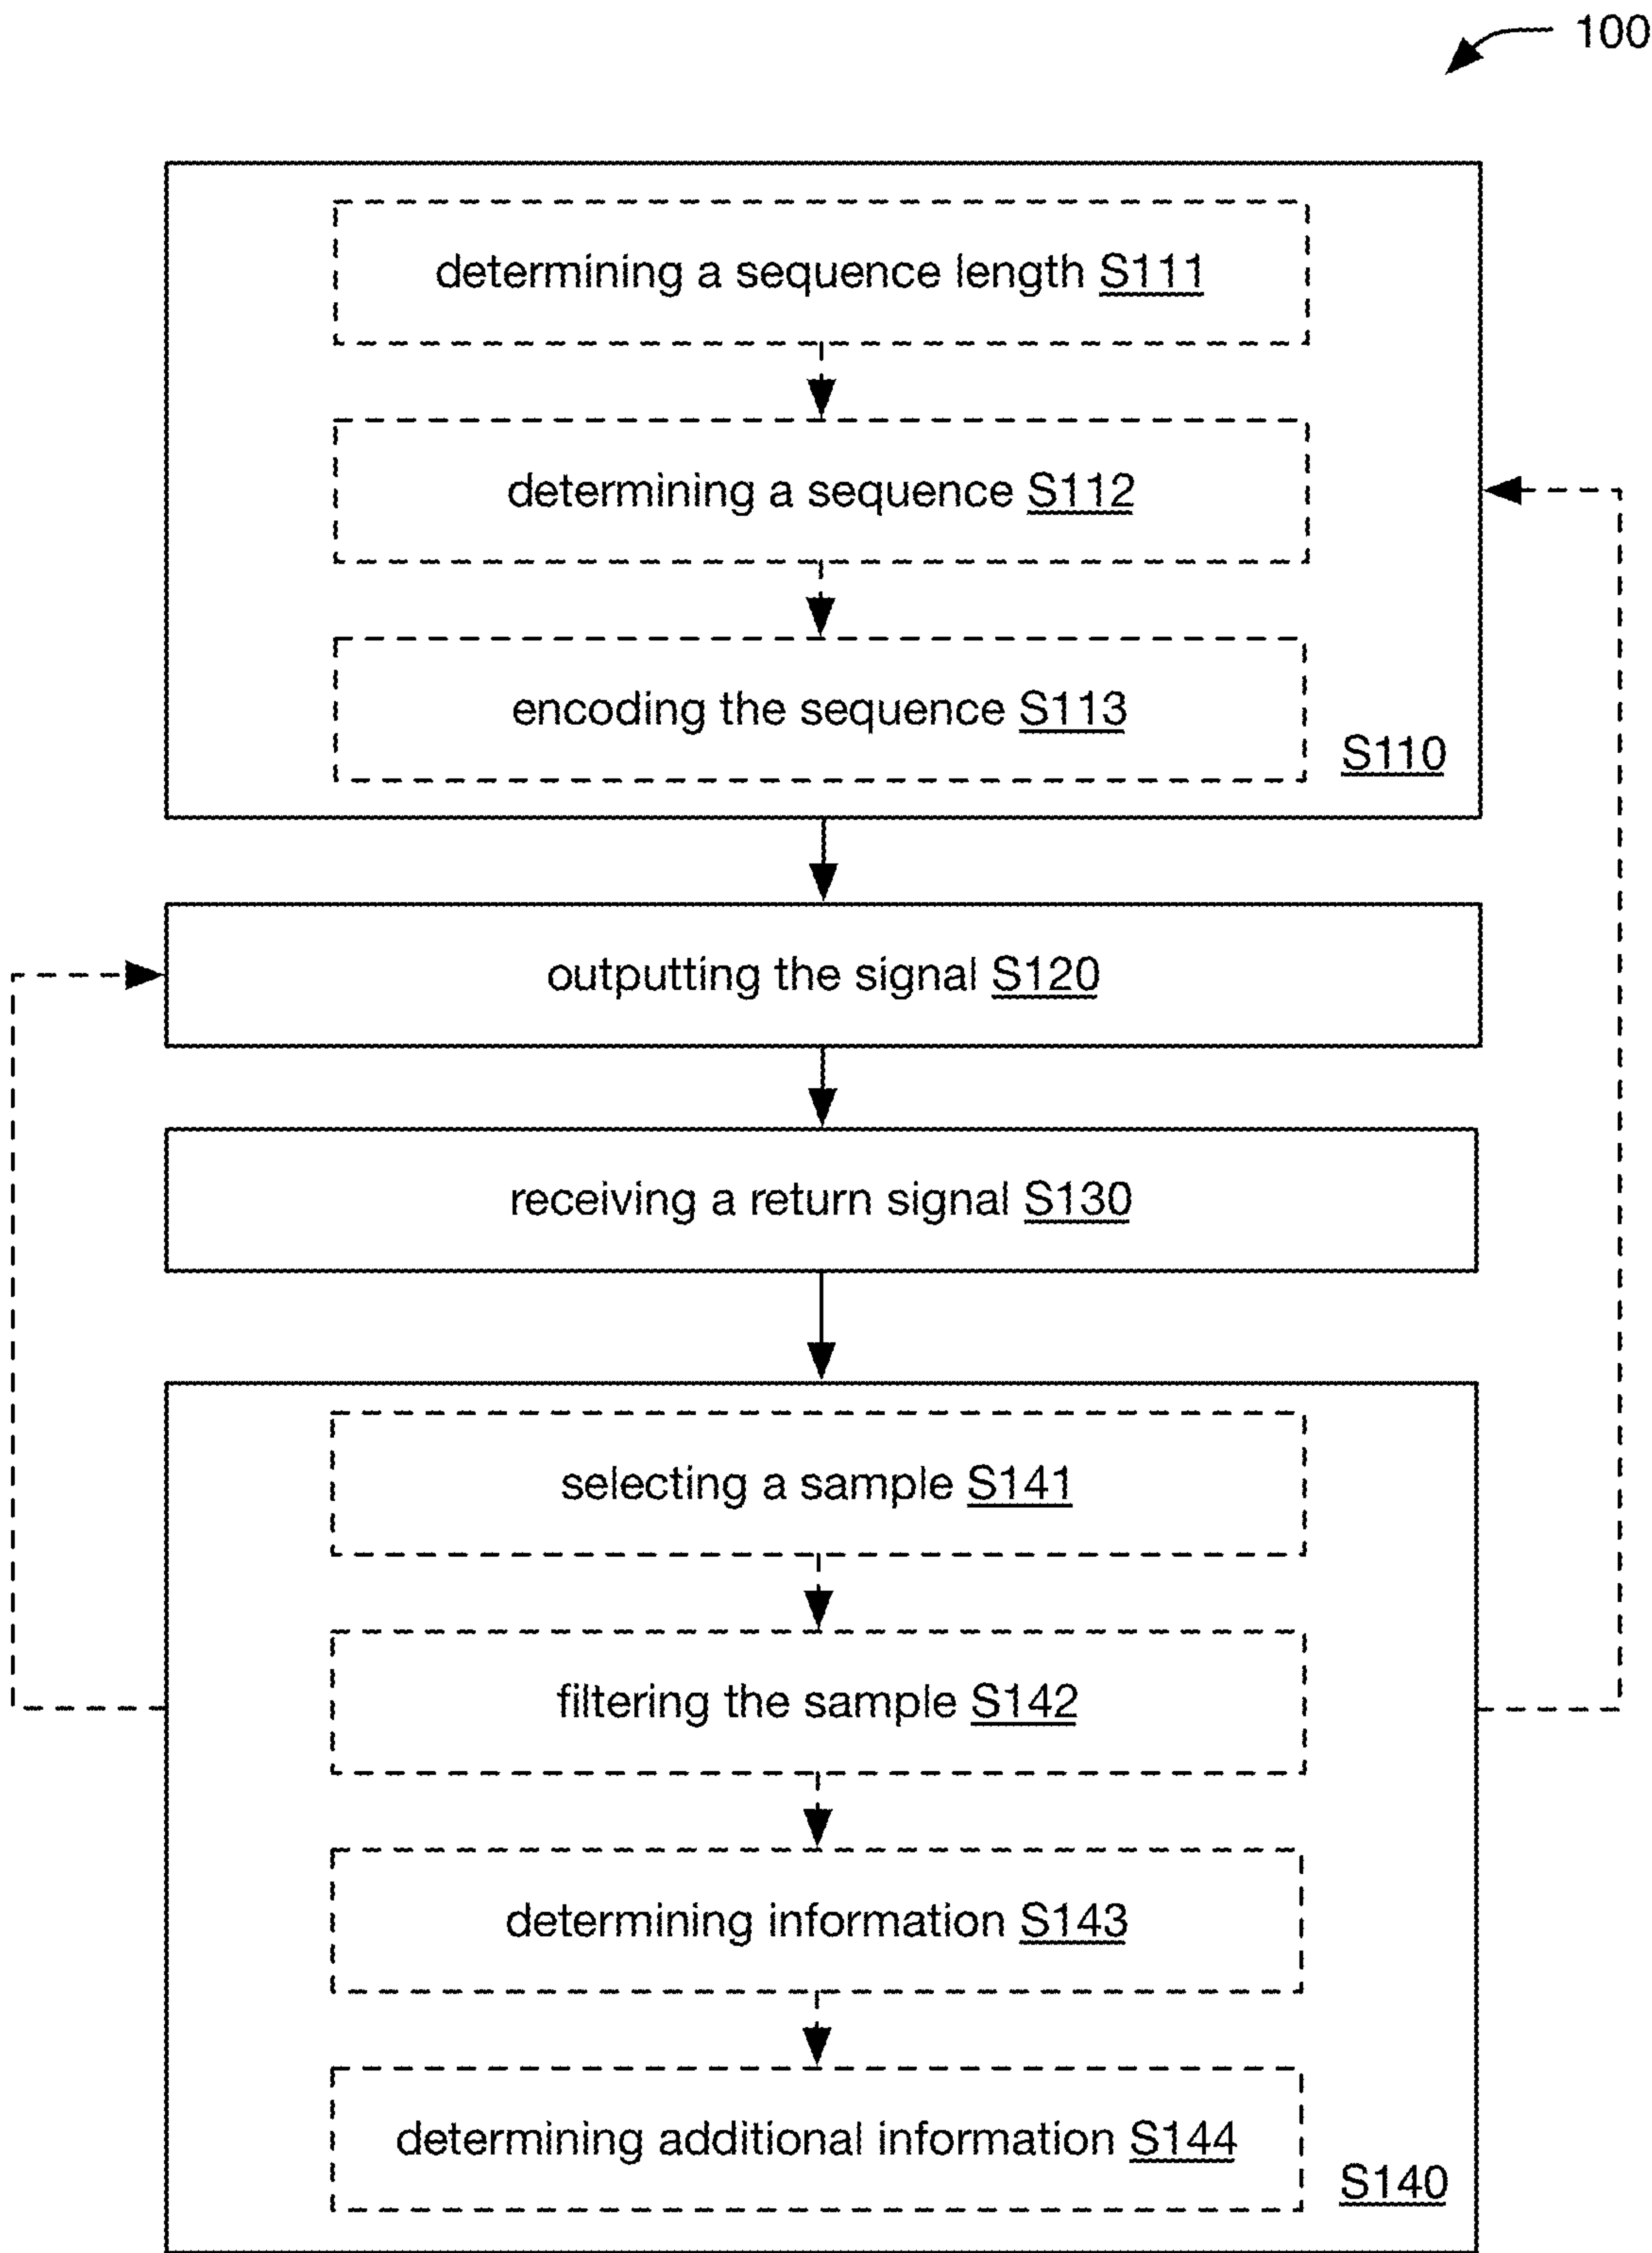 100
determining a sequence length S111
determining a sequence S112
encoding the sequence S113
S110
outputting the signal S120
receiving a return signal S130
selecting a sample S141
filtering the sample S142
determining information S143
determining additional information S144
S140